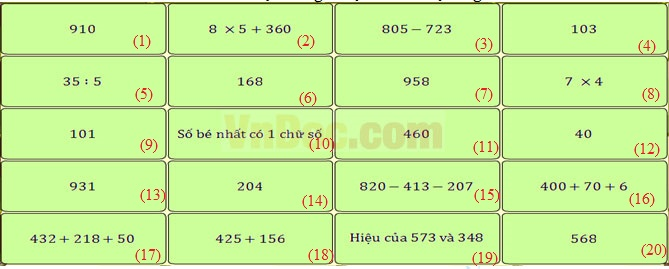 910 (1) 8 × 5 + 360 (2) 805 − 723 (3) 103 (4)
35 : 5 (5) 168 (6) 958 (7) 7 × 4 (8)
VnDoc.com
101 (9) Số bé nhất có 1 chữ số (10) 460 (11) 40 (12)
931 (13) 204 (14) 820 − 413 − 207 (15) 400 + 70 + 6 (16)
432 + 218 + 50 (17) 425 + 156 (18) Hiệu của 573 và 348 (19) 568 (20)